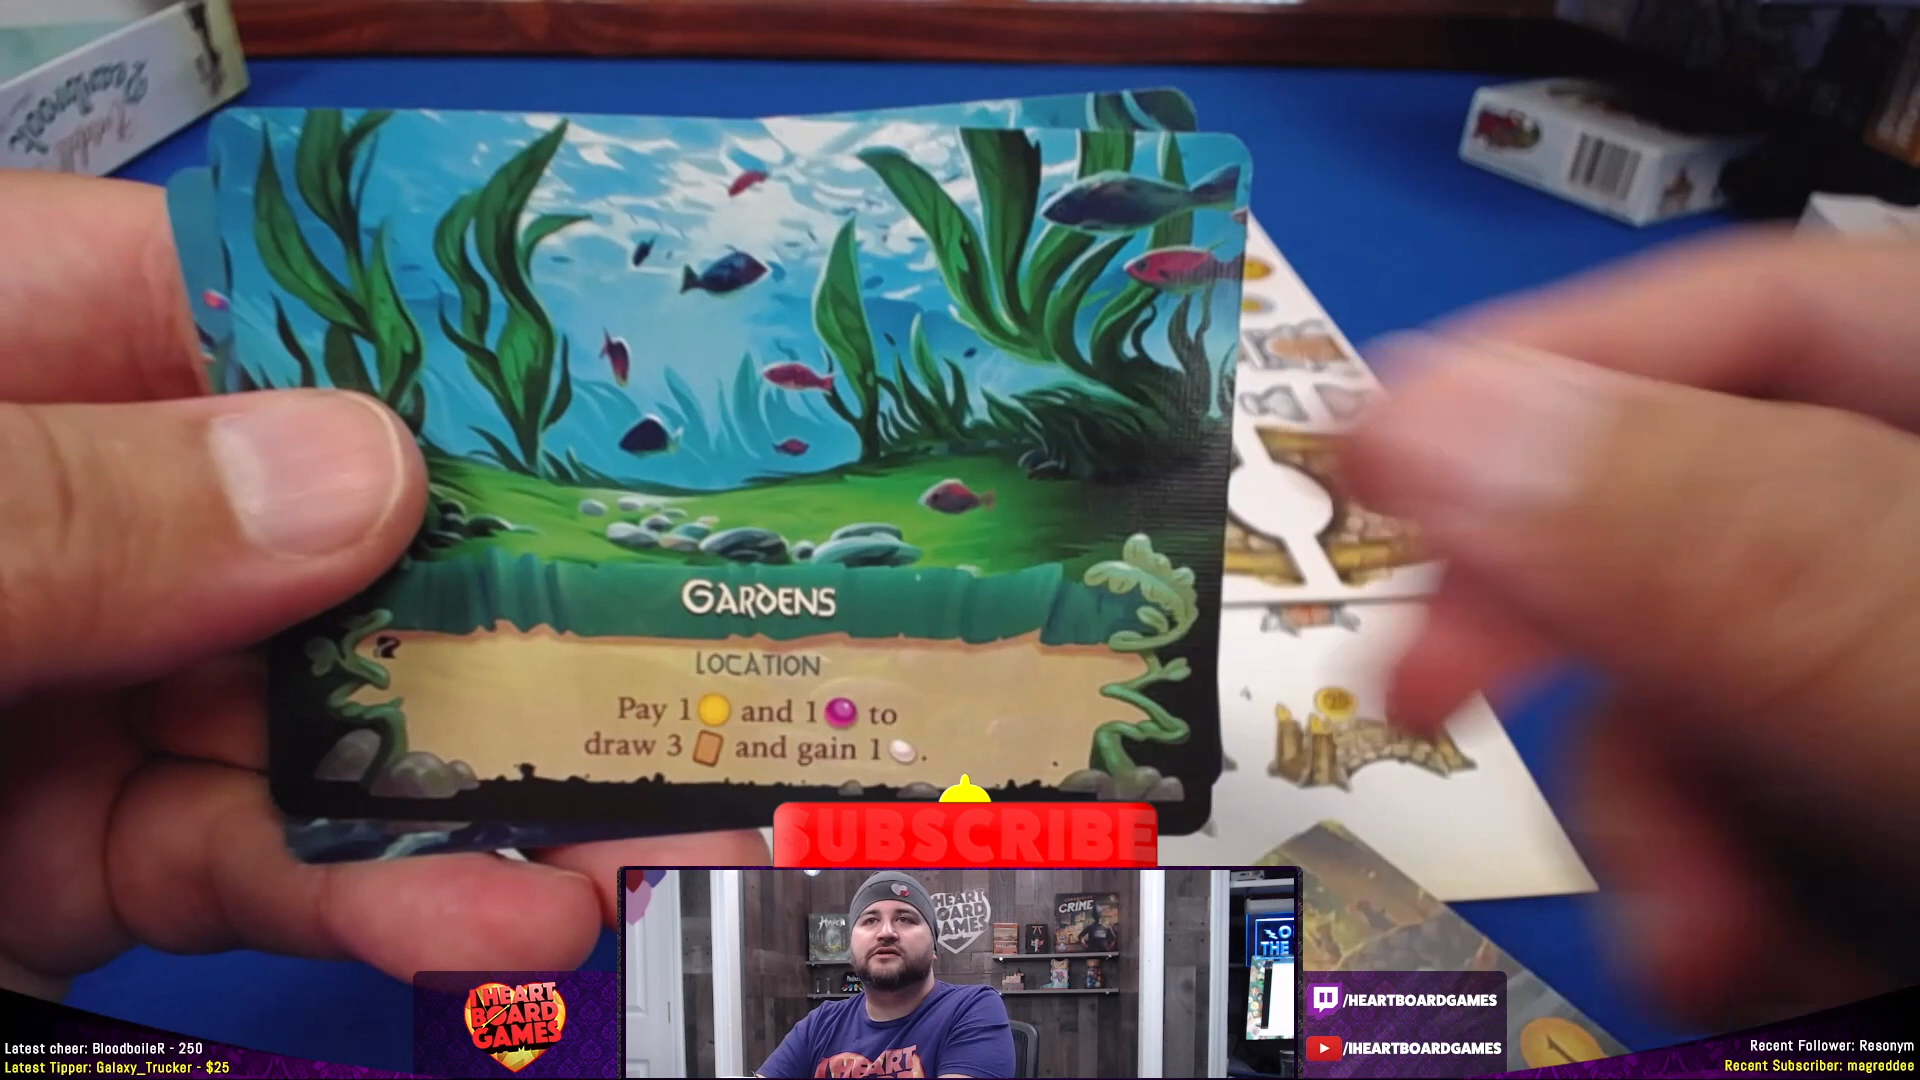 GARDENS
LOCATION
Pay 1 and 1 to
draw 3 and gain 1.
SUBSCRIBE
I HEART
BOARD
GAMES
CRIME
/IHEARTBOARDGAMES
/IHEARTBOARDGAMES
Latest cheer: BloodboileR - 250
Latest Tipper: Galaxy_Trucker - $25
Recent Follower: Resonym
Recent Subscriber: magreddee